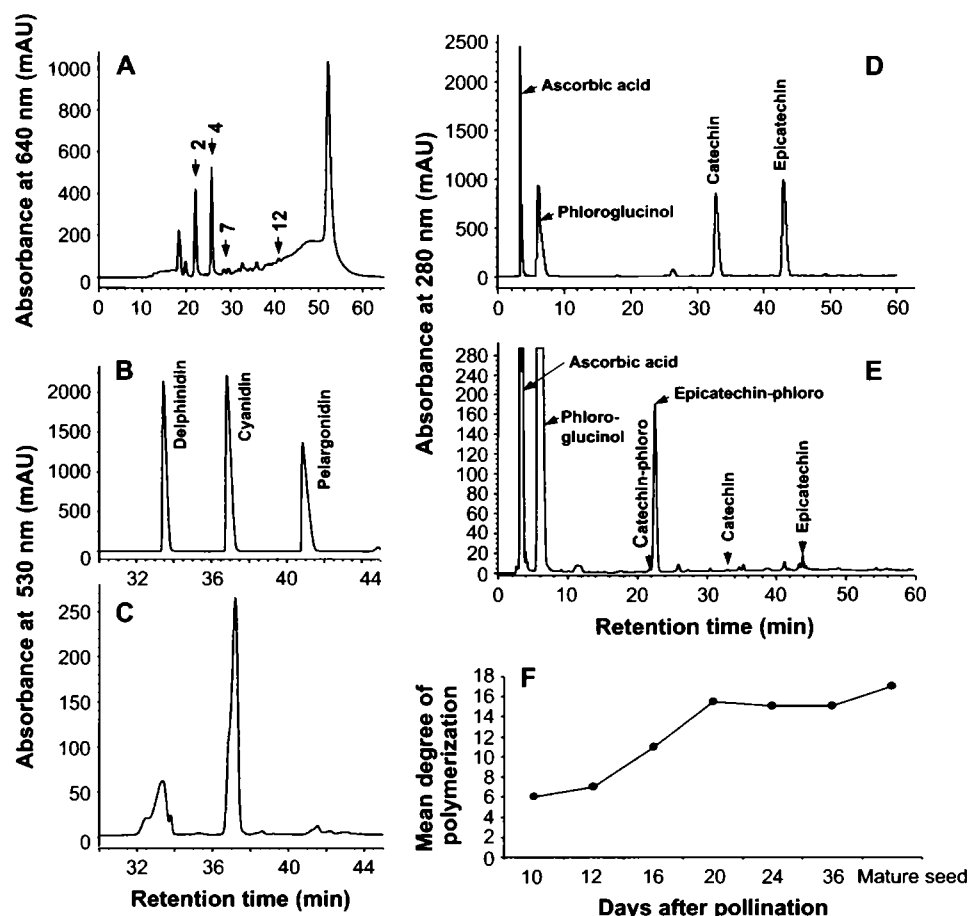 A
Absorbance at 640 nm (mAU)
1000
800
600
400
200
0
2
4
7
12
0 10 20 30 40 50 60
B
2000
1500
1000
500
0
Delphinidin
Cyanidin
Pelargonidin
32 36 40 44
Absorbance at 530 nm (mAU)
C
250
200
150
100
50
0
32 36 40 44
Retention time (min)
D
Absorbance at 280 nm (mAU)
2500
2000
1500
1000
500
0
Ascorbic acid
Phloroglucinol
Catechin
Epicatechin
0 10 20 30 40 50 60
E
280
200
180
160
140
120
100
80
60
40
20
0
Ascorbic acid
Phloro-
glucinol
Catechin-phloro
Epicatechin-phloro
Catechin
Epicatechin
0 10 20 30 40 50 60
Retention time (min)
F
Mean degree of
polymerization
18
16
14
12
10
8
6
4
2
0
10 12 16 20 24 36 Mature seed
Days after pollination